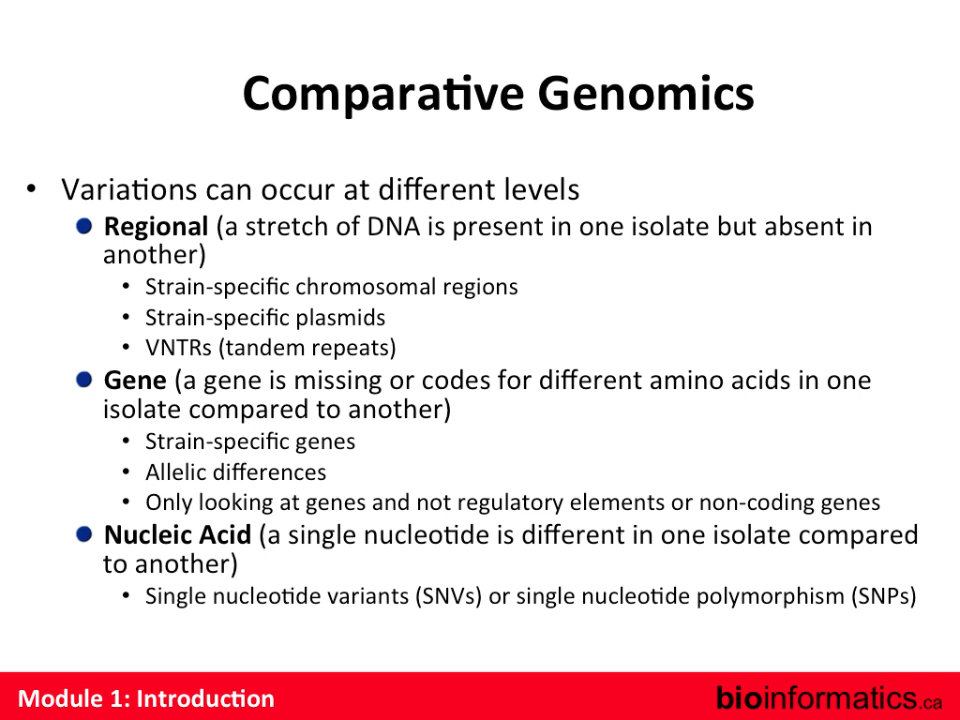 Comparative Genomics
• Variations can occur at different levels
● Regional (a stretch of DNA is present in one isolate but absent in
another)
• Strain-specific chromosomal regions
• Strain-specific plasmids
• VNTRs (tandem repeats)
● Gene (a gene is missing or codes for different amino acids in one
isolate compared to another)
• Strain-specific genes
• Allelic differences
• Only looking at genes and not regulatory elements or non-coding genes
● Nucleic Acid (a single nucleotide is different in one isolate compared
to another)
• Single nucleotide variants (SNVs) or single nucleotide polymorphism (SNPs)
Module 1: Introduction
bioinformatics.ca